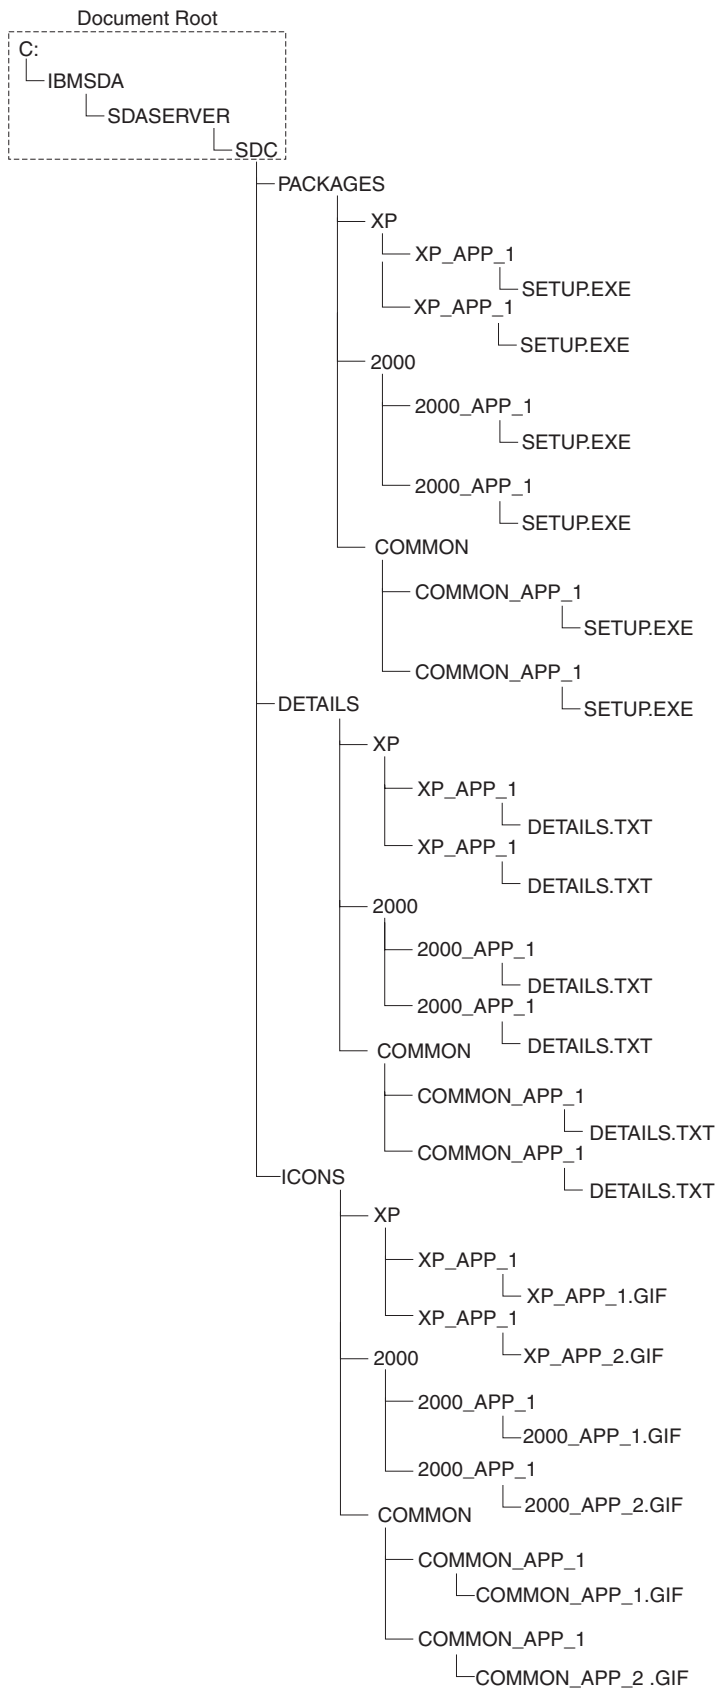 Document Root
C:
IBMSDA
SDASERVER
SDC
PACKAGES
XP
XP_APP_1
SETUP.EXE
XP_APP_1
SETUP.EXE
2000
2000_APP_1
SETUP.EXE
2000_APP_1
SETUP.EXE
COMMON
COMMON_APP_1
SETUP.EXE
COMMON_APP_1
SETUP.EXE
DETAILS
XP
XP_APP_1
DETAILS.TXT
XP_APP_1
DETAILS.TXT
2000
2000_APP_1
DETAILS.TXT
2000_APP_1
DETAILS.TXT
COMMON
COMMON_APP_1
DETAILS.TXT
COMMON_APP_1
DETAILS.TXT
ICONS
XP
XP_APP_1
XP_APP_1.GIF
XP_APP_1
XP_APP_2.GIF
2000
2000_APP_1
2000_APP_1.GIF
2000_APP_1
2000_APP_2.GIF
COMMON
COMMON_APP_1
COMMON_APP_1.GIF
COMMON_APP_1
COMMON_APP_2 .GIF